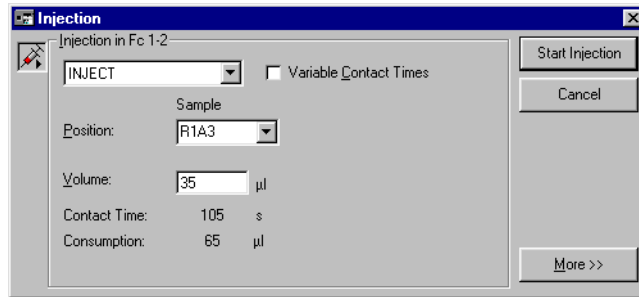 Injection
Injection in Fc 1-2
INJECT
Variable Contact Times
Sample
Position: R1A3
Volume: 35 µl
Contact Time: 105 s
Consumption: 65 µl
Start Injection
Cancel
More >>